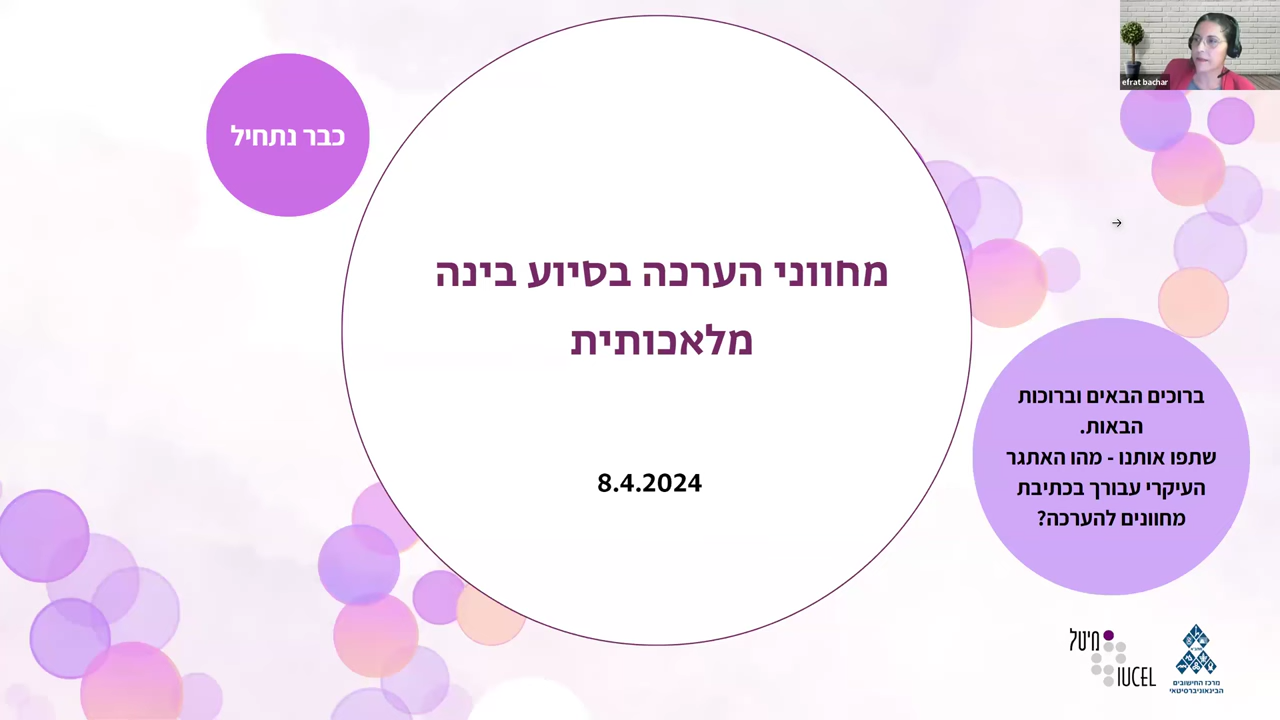 efrat bachar
כבר נתחיל
מחווני הערכה בסיוע בינה
מלאכותית
8.4.2024
ברוכים הבאים וברוכות
הבאות.
שתפו אותנו - מהו האתגר
העיקרי עבורך בכתיבת
מחוונים להערכה?
מיטל
IUCEL
מרכז החישובים
הבינאוניברסיטאי